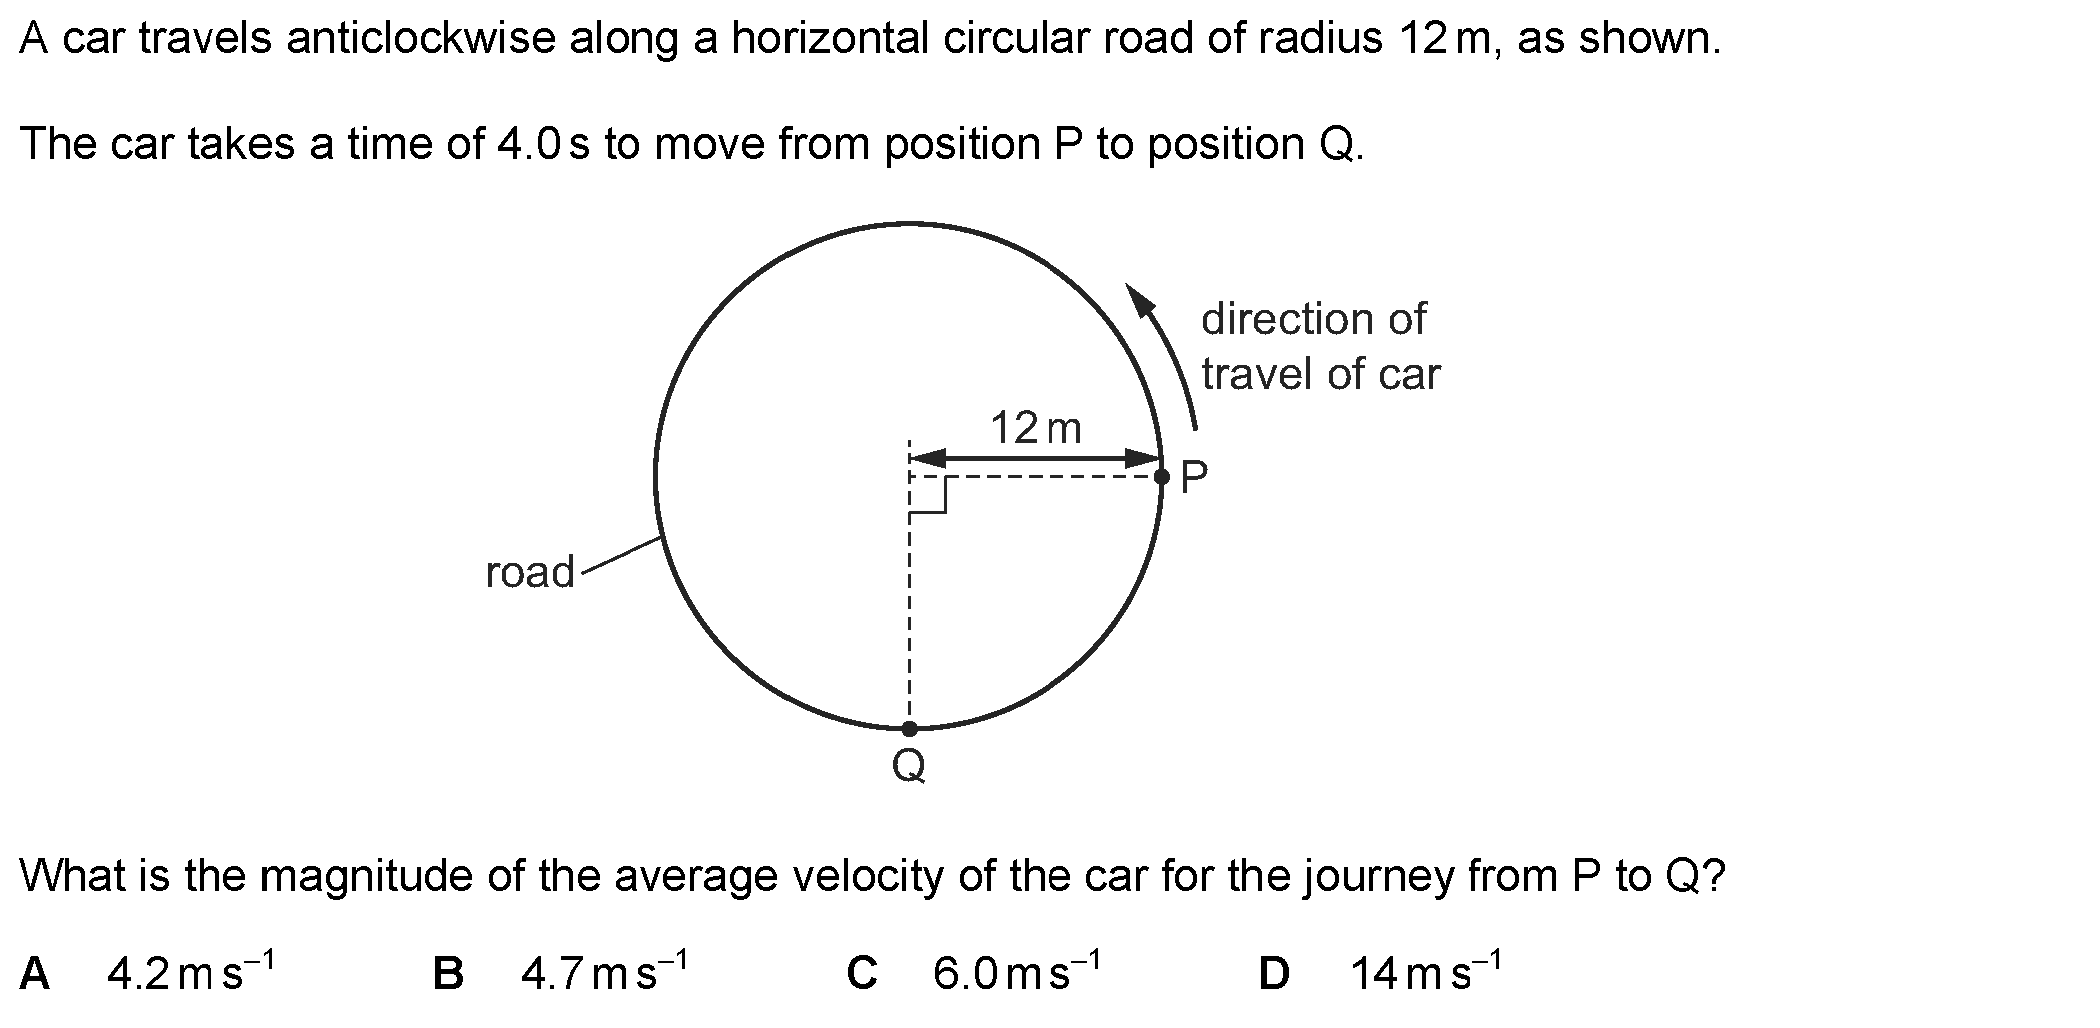 A car travels anticlockwise along a horizontal circular road of radius 12 m, as shown.
The car takes a time of 4.0 s to move from position P to position Q.
direction of
travel of car
12 m
P
road
Q
What is the magnitude of the average velocity of the car for the journey from P to Q?
A 4.2 m s⁻¹ B 4.7 m s⁻¹ C 6.0 m s⁻¹ D 14 m s⁻¹